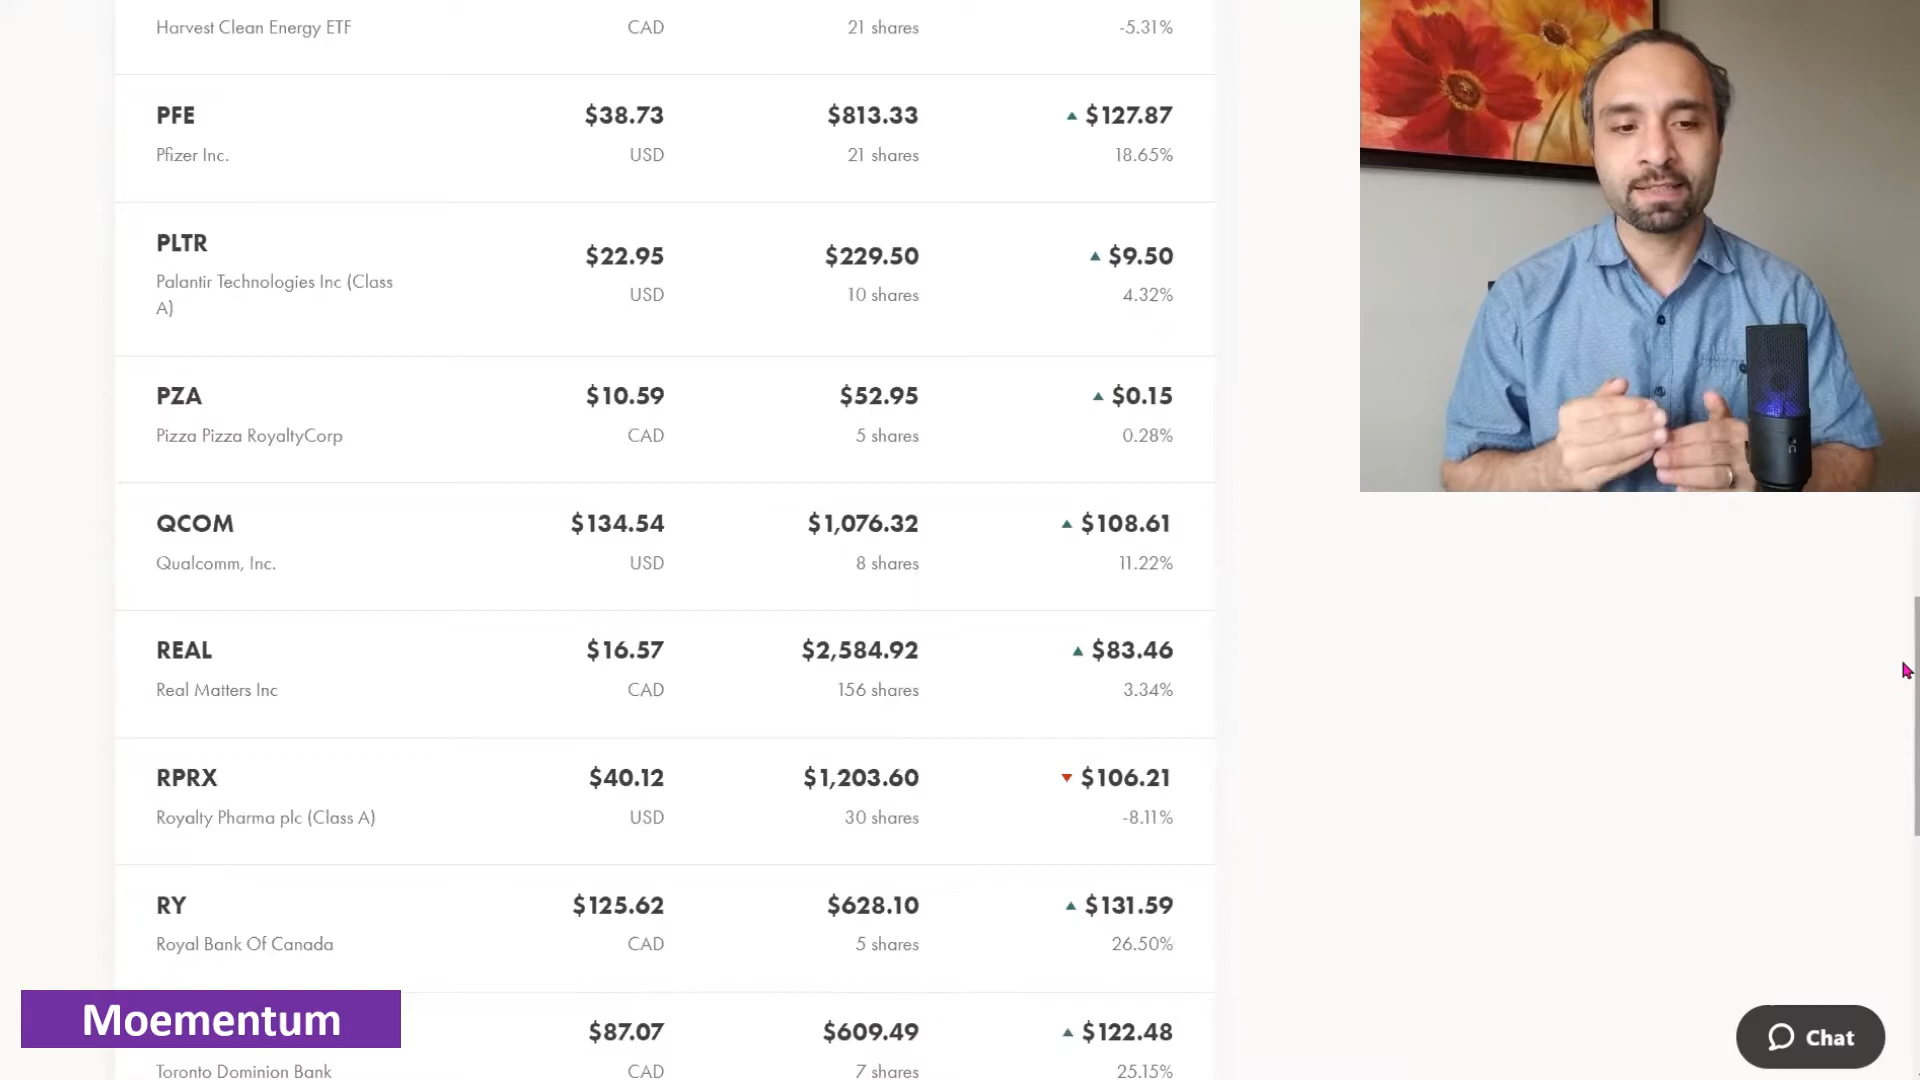 Harvest Clean Energy ETF CAD 21 shares -5.31%
PFE $38.73 $813.33 $127.87
Pfizer Inc. USD 21 shares 18.65%
PLTR $22.95 $229.50 $9.50
Palantir Technologies Inc (Class A) USD 10 shares 4.32%
PZA $10.59 $52.95 $0.15
Pizza Pizza RoyaltyCorp CAD 5 shares 0.28%
QCOM $134.54 $1,076.32 $108.61
Qualcomm, Inc. USD 8 shares 11.22%
REAL $16.57 $2,584.92 $83.46
Real Matters Inc CAD 156 shares 3.34%
RPRX $40.12 $1,203.60 $106.21
Royalty Pharma plc (Class A) USD 30 shares -8.11%
RY $125.62 $628.10 $131.59
Royal Bank Of Canada CAD 5 shares 26.50%
$87.07 $609.49 $122.48
Toronto Dominion Bank CAD 7 shares 25.15%
Moementum
Chat